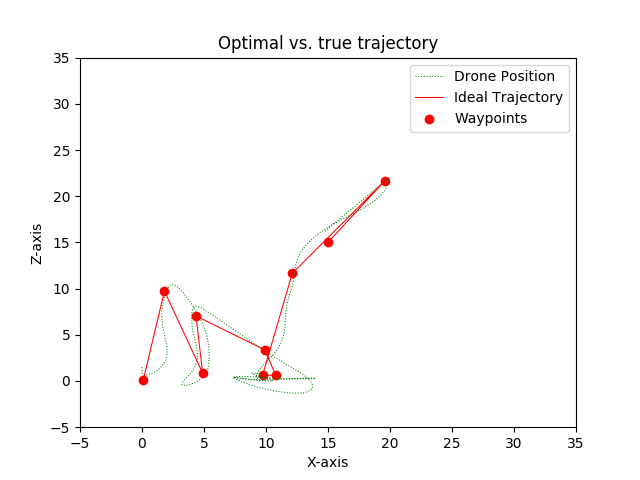 Optimal vs. true trajectory
Drone Position
Ideal Trajectory
Waypoints
Z-axis
35
30
25
20
15
10
5
0
−5
−5 0 5 10 15 20 25 30 35
X-axis